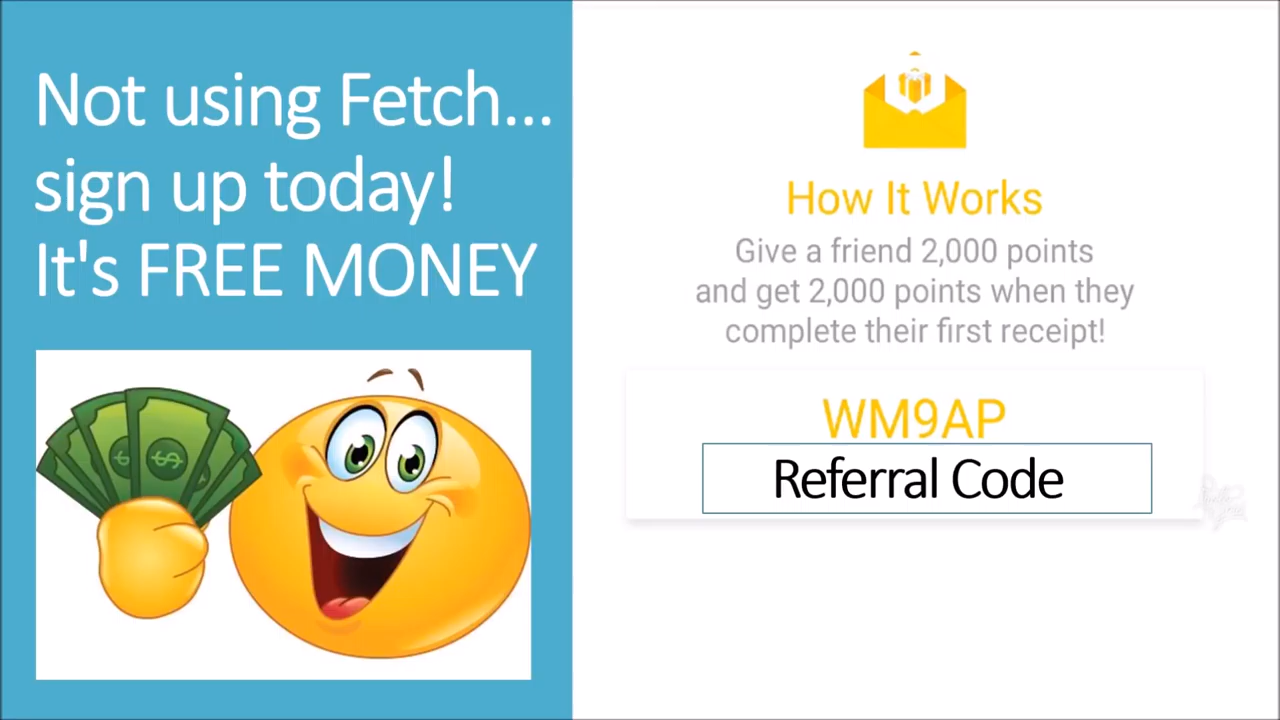 Not using Fetch...
sign up today!
It's FREE MONEY
How It Works
Give a friend 2,000 points
and get 2,000 points when they
complete their first receipt!
WM9AP
Referral Code